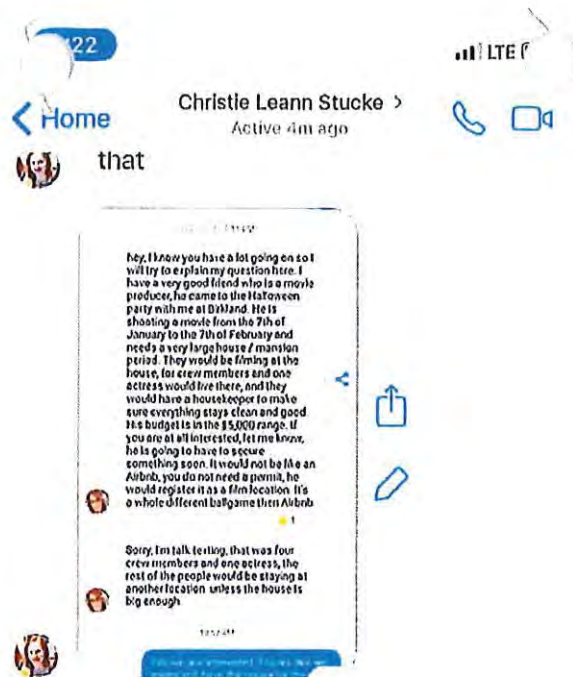 22
LTE
Home
Christie Leann Stucke >
Active 4m ago
that
hey, I know you have a lot going on so I
will try to explain my question here. I
have a very good friend who is a movie
producer, he came to the Halloween
party with me at Birkland. He is
shooting a movie from the 7th of
January to the 7th of February and
needs a very large house / mansion
period. They would be filming at the
house, for crew members and one
actress would live there, and they
would have a housekeeper to make
sure everything stays clean and good
His budget is in the $5,000 range. If
you are at all interested, let me know,
he is going to have to secure
something soon. It would not be like an
Airbnb, you do not need a permit, he
would register it as a film location. It's
a whole different ballgame then Airbnb
1
Sorry, I'm talk texting, that was four
crew members and one actress, the
rest of the people would be staying at
another location unless the house is
big enough